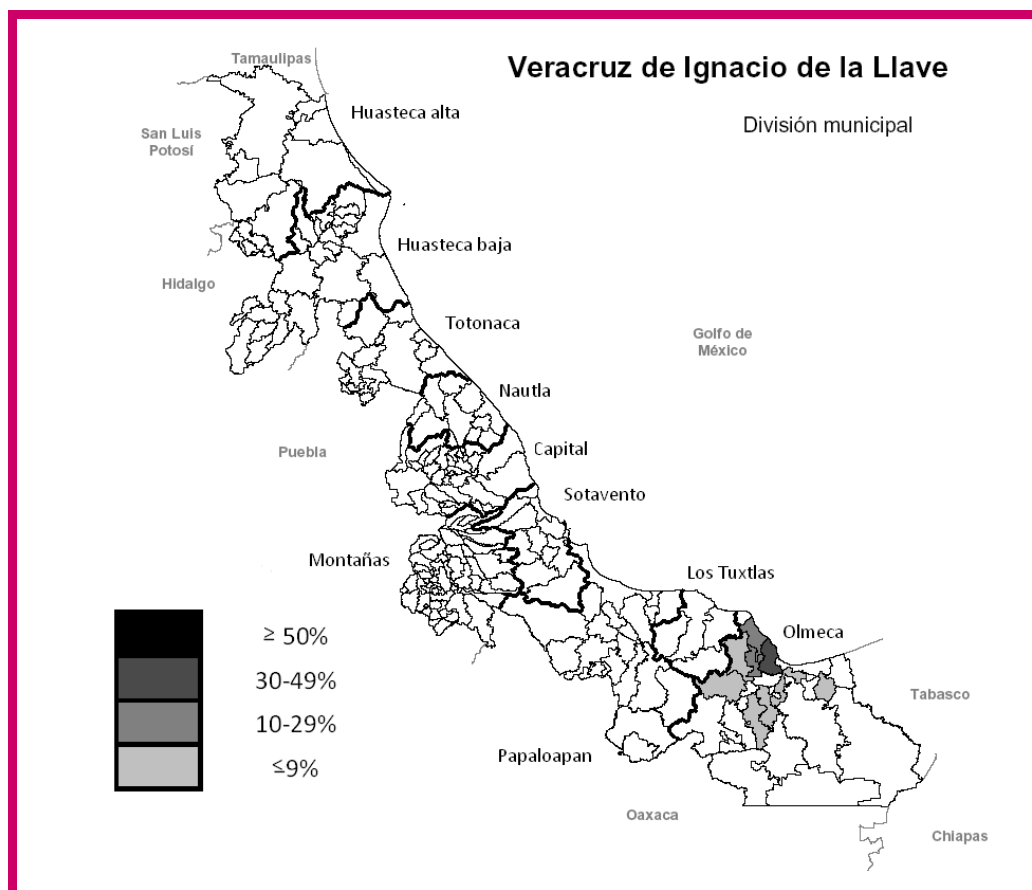 Veracruz de Ignacio de la Llave
División municipal
Tamaulipas
Huasteca alta
San Luis
Potosí
Huasteca baja
Hidalgo
Totonaca
Golfo de
México
Nautla
Puebla
Capital
Sotavento
Montañas
Los Tuxtlas
Olmeca
≥ 50%
30-49%
10-29%
≤9%
Tabasco
Papaloapan
Oaxaca
Chiapas